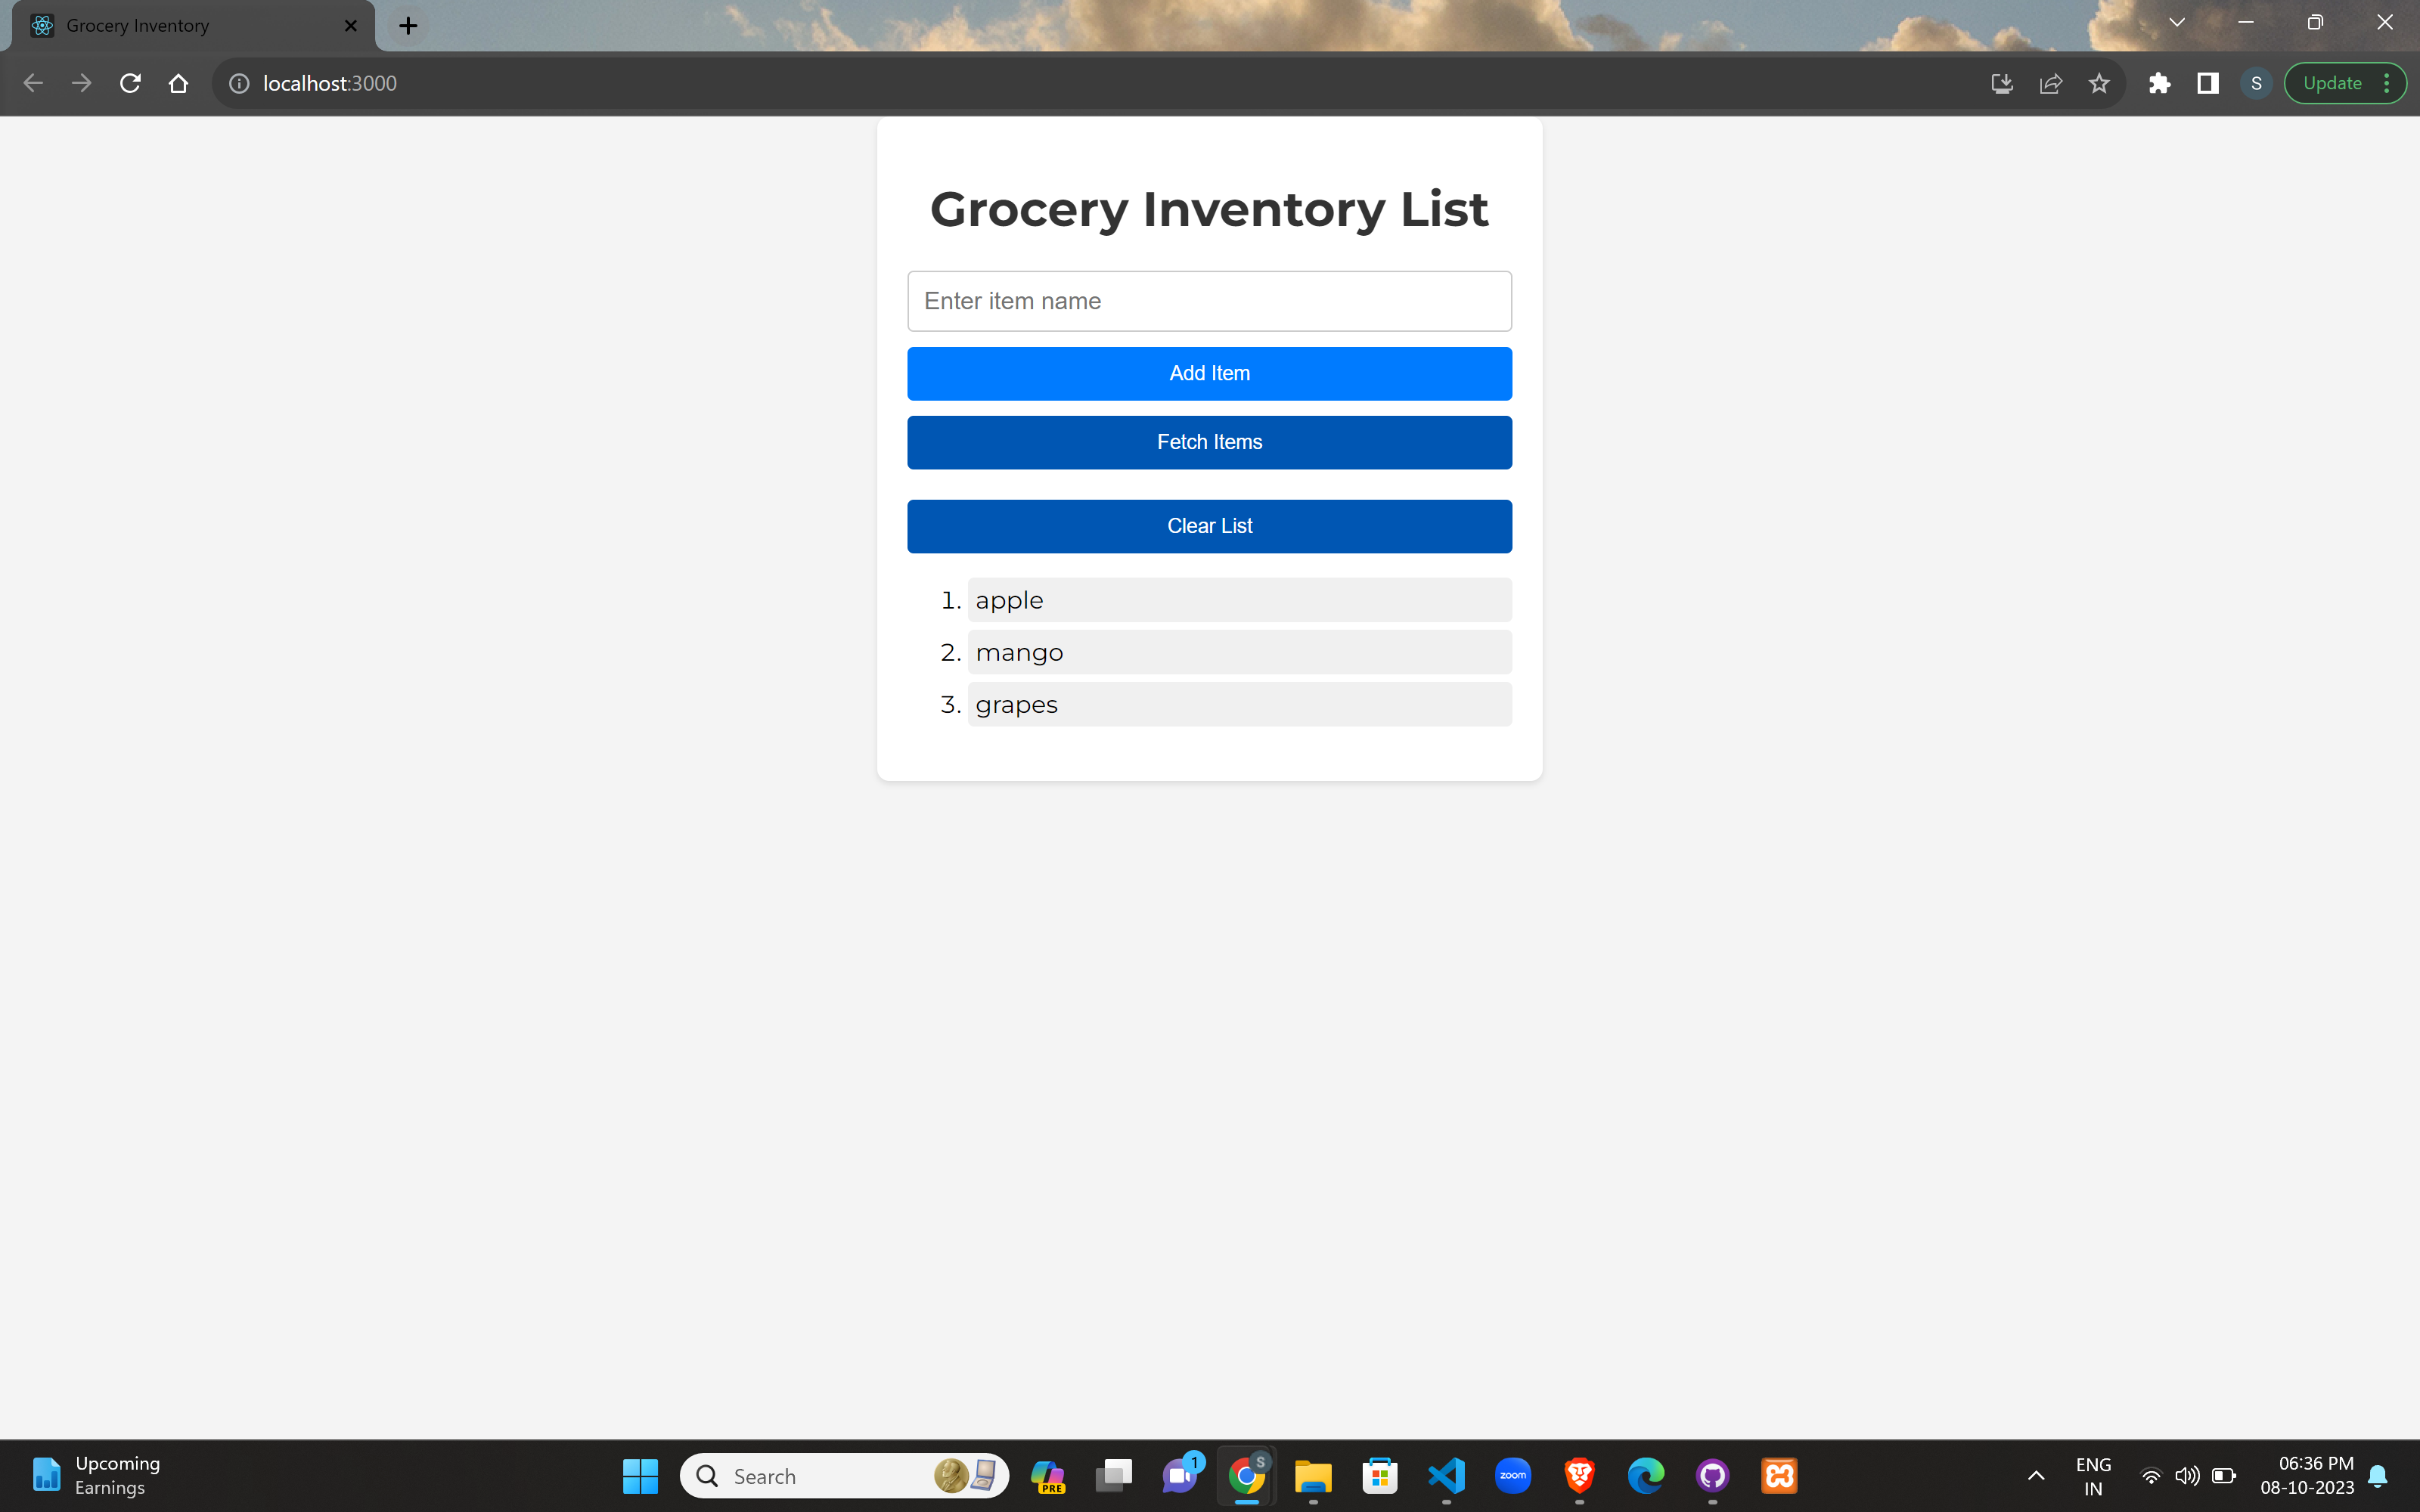 Grocery Inventory
localhost:3000
S
Update
Grocery Inventory List
Enter item name
Add Item
Fetch Items
Clear List
1. apple
2. mango
3. grapes
Upcoming
Earnings
Search
PRE
1
S
zoom
ENG
IN
06:36 PM
08-10-2023